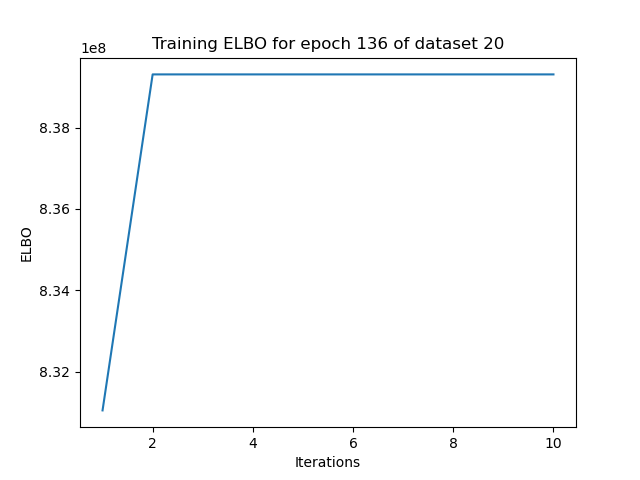 Training ELBO for epoch 136 of dataset 20
1e8
8.38
8.36
8.34
8.32
ELBO
2 4 6 8 10
Iterations